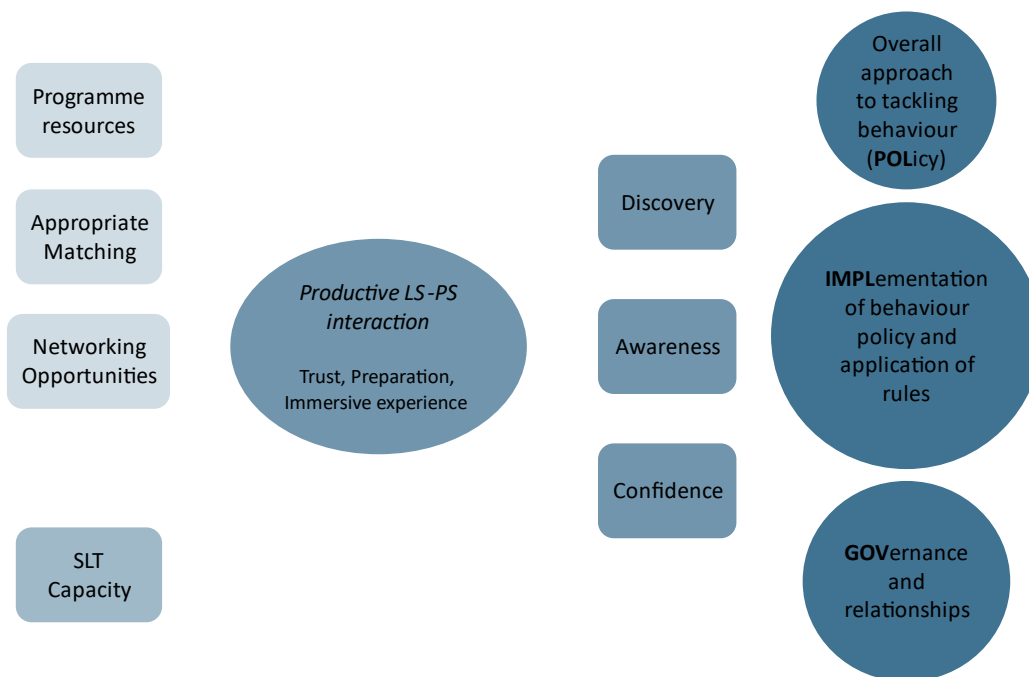 Programme
resources
Appropriate
Matching
Networking
Opportunities
SLT
Capacity
Productive LS-PS
interaction
Trust, Preparation,
Immersive experience
Discovery
Awareness
Confidence
Overall
approach
to tackling
behaviour
(POLicy)
IMPLementation
of behaviour
policy and
application of
rules
GOVernance
and
relationships